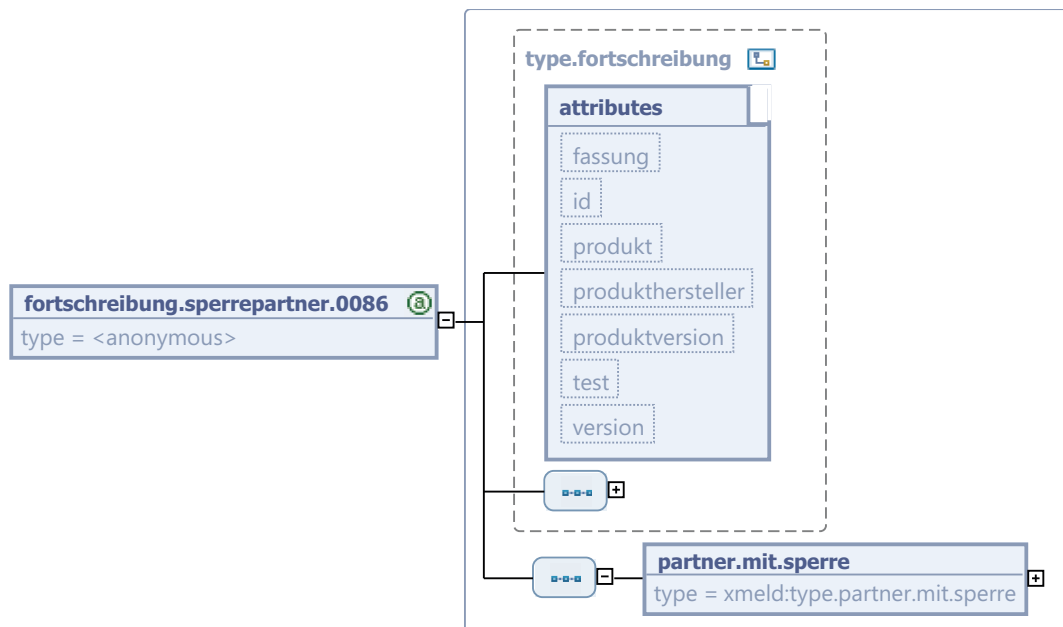 type.fortschreibung
attributes
fassung
id
produkt
produkthersteller
produktversion
test
version
fortschreibung.sperrepartner.0086
type = <anonymous>
partner.mit.sperre
type = xmeld:type.partner.mit.sperre